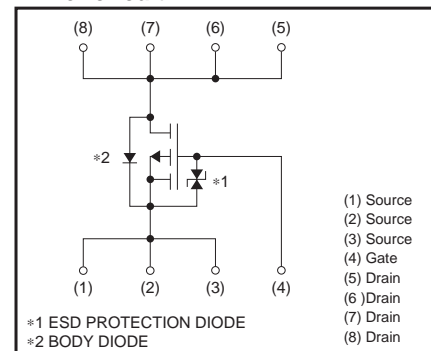 (8) (7) (6) (5)
∗2
∗1
(1) (2) (3) (4)
(1) Source
(2) Source
(3) Source
(4) Gate
(5) Drain
(6 )Drain
(7) Drain
(8) Drain
∗1 ESD PROTECTION DIODE
∗2 BODY DIODE